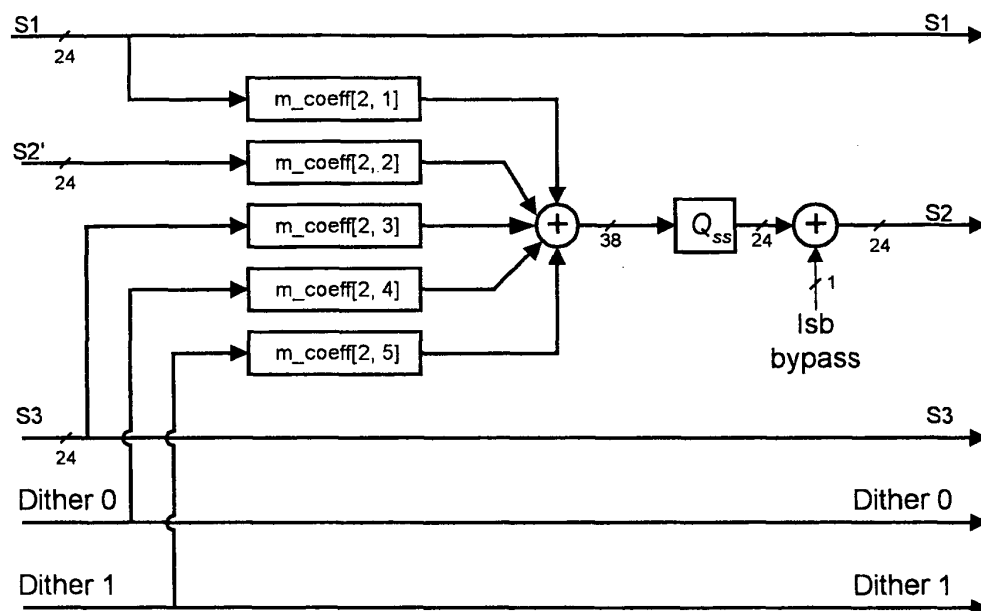 S1
S1
24
m_coeff[2, 1]
S2'
24
m_coeff[2, 2]
m_coeff[2, 3]
+
38
Qss
24
+
24
S2
m_coeff[2, 4]
1
lsb
bypass
m_coeff[2, 5]
S3
24
S3
Dither 0
Dither 0
Dither 1
Dither 1